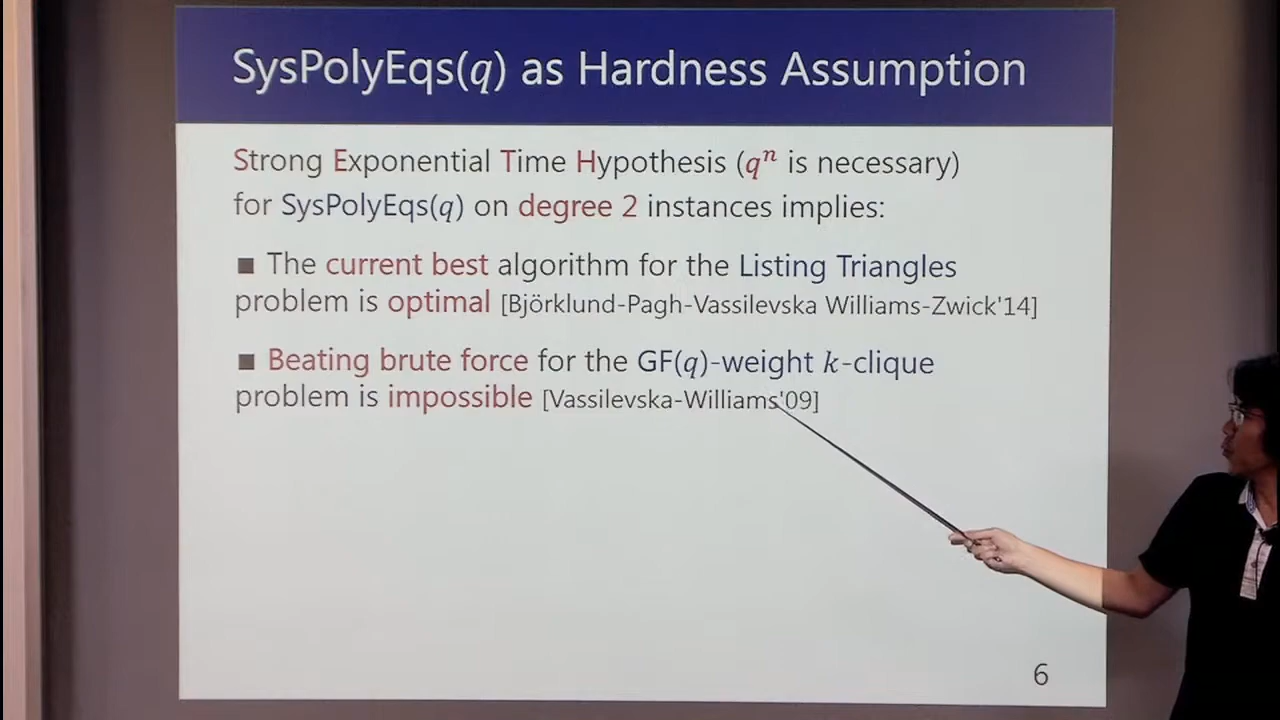 SysPolyEqs(q) as Hardness Assumption
Strong Exponential Time Hypothesis (qⁿ is necessary)
for SysPolyEqs(q) on degree 2 instances implies:
■ The current best algorithm for the Listing Triangles
problem is optimal [Björklund-Pagh-Vassilevska Williams-Zwick'14]
■ Beating brute force for the GF(q)-weight k-clique
problem is impossible [Vassilevska-Williams'09]
6